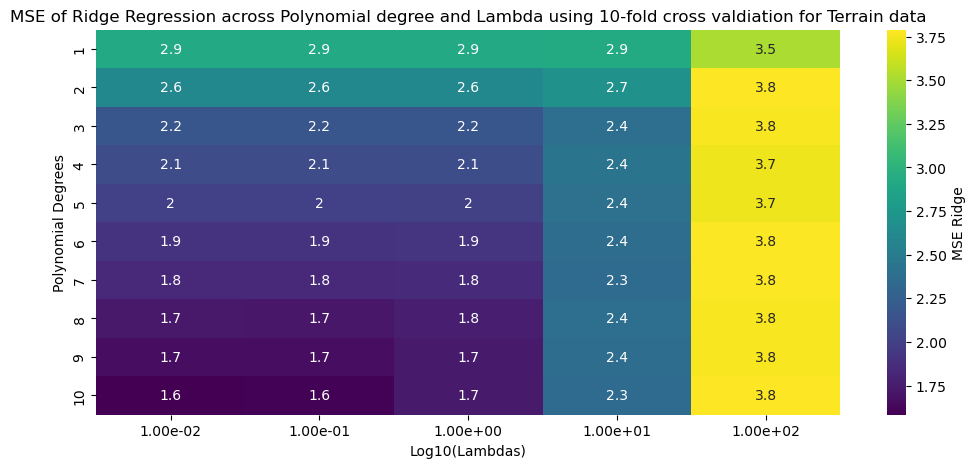 MSE of Ridge Regression across Polynomial degree and Lambda using 10-fold cross valdiation for Terrain data
Polynomial Degrees
1 2.9 2.9 2.9 2.9 3.5
2 2.6 2.6 2.6 2.7 3.8
3 2.2 2.2 2.2 2.4 3.8
4 2.1 2.1 2.1 2.4 3.7
5 2 2 2 2.4 3.7
6 1.9 1.9 1.9 2.4 3.8
7 1.8 1.8 1.8 2.3 3.8
8 1.7 1.7 1.8 2.4 3.8
9 1.7 1.7 1.7 2.4 3.8
10 1.6 1.6 1.7 2.3 3.8
1.00e-02 1.00e-01 1.00e+00 1.00e+01 1.00e+02
Log10(Lambdas)
3.75
3.50
3.25
3.00
2.75
2.50
2.25
2.00
1.75
MSE Ridge